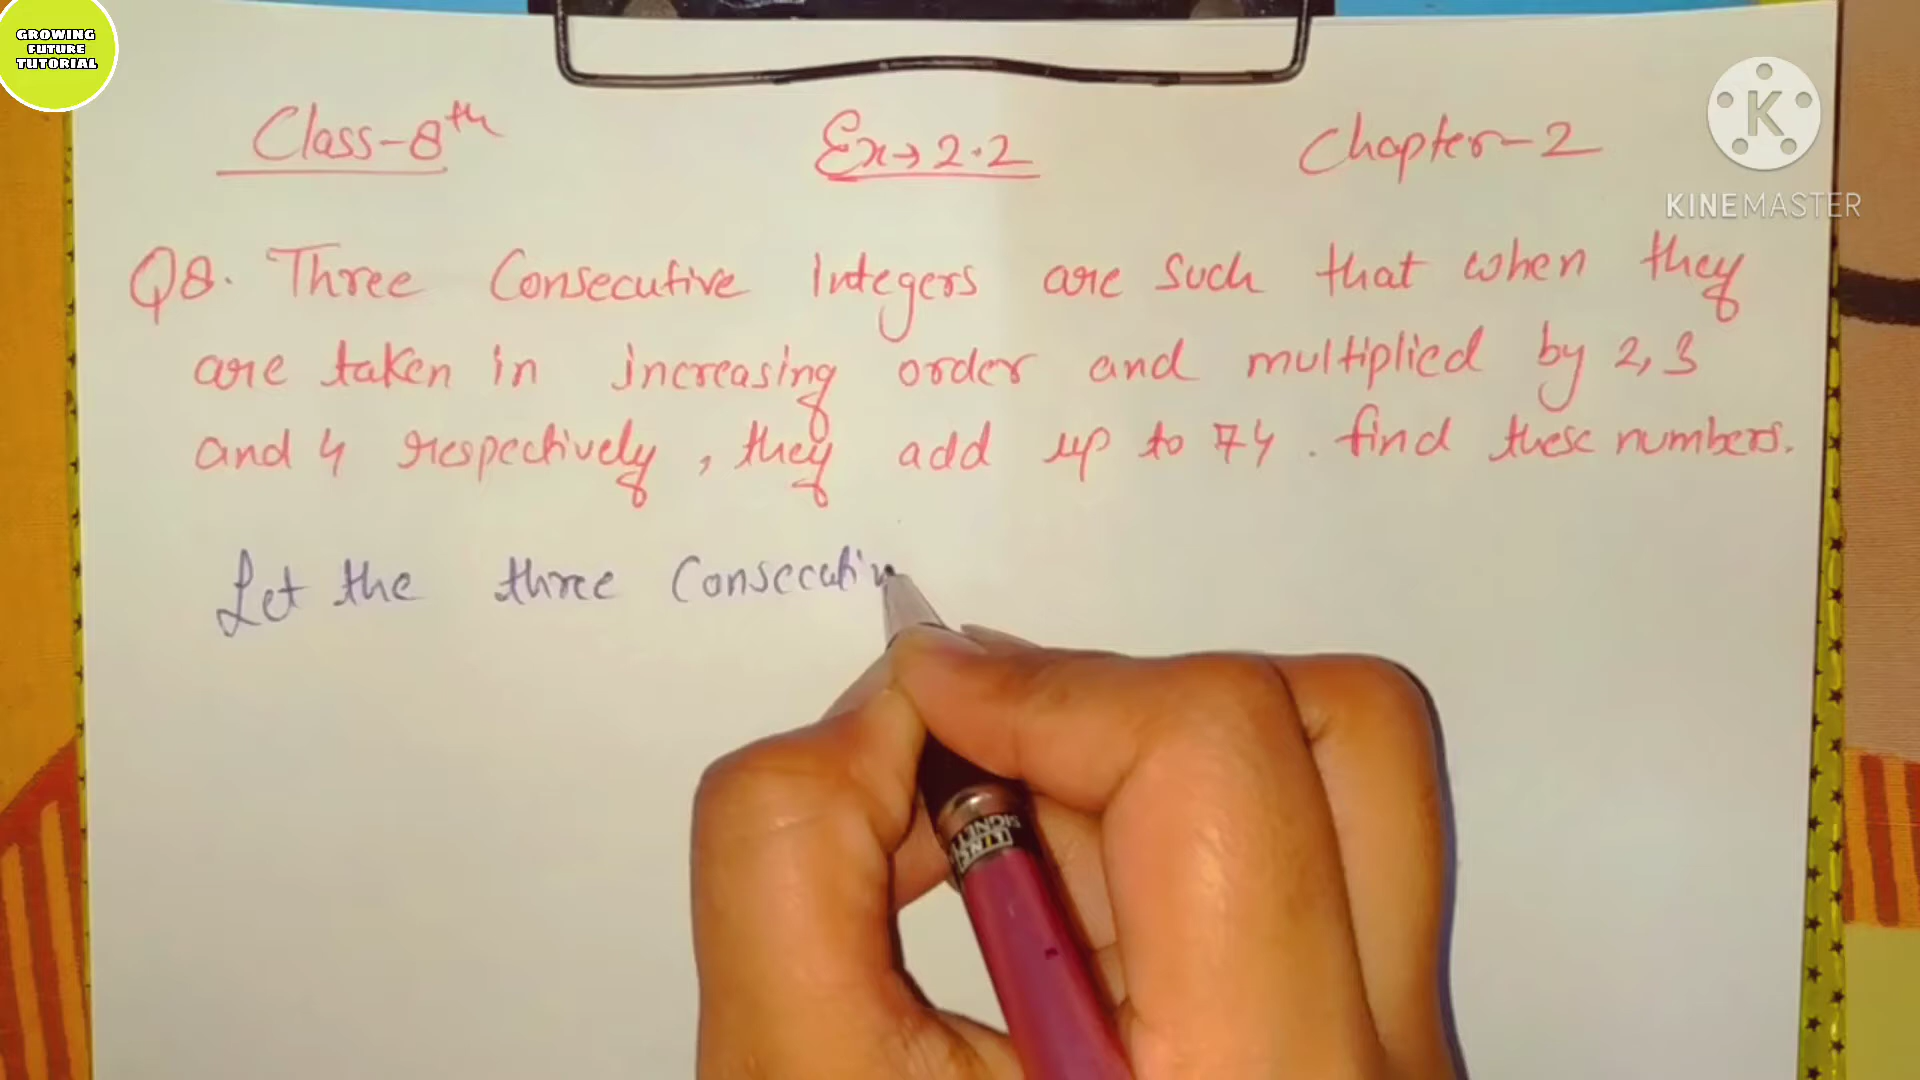 GROWING
FUTURE
TUTORIAL
Class-8th Ex→2.2 Chapter-2
KINEMASTER
Q8. Three Consecutive Integers are such that when they
are taken in increasing order and multiplied by 2, 3
and 4 respectively, they add up to 74. find these numbers.
Let the three Consecutiv
SIGNET